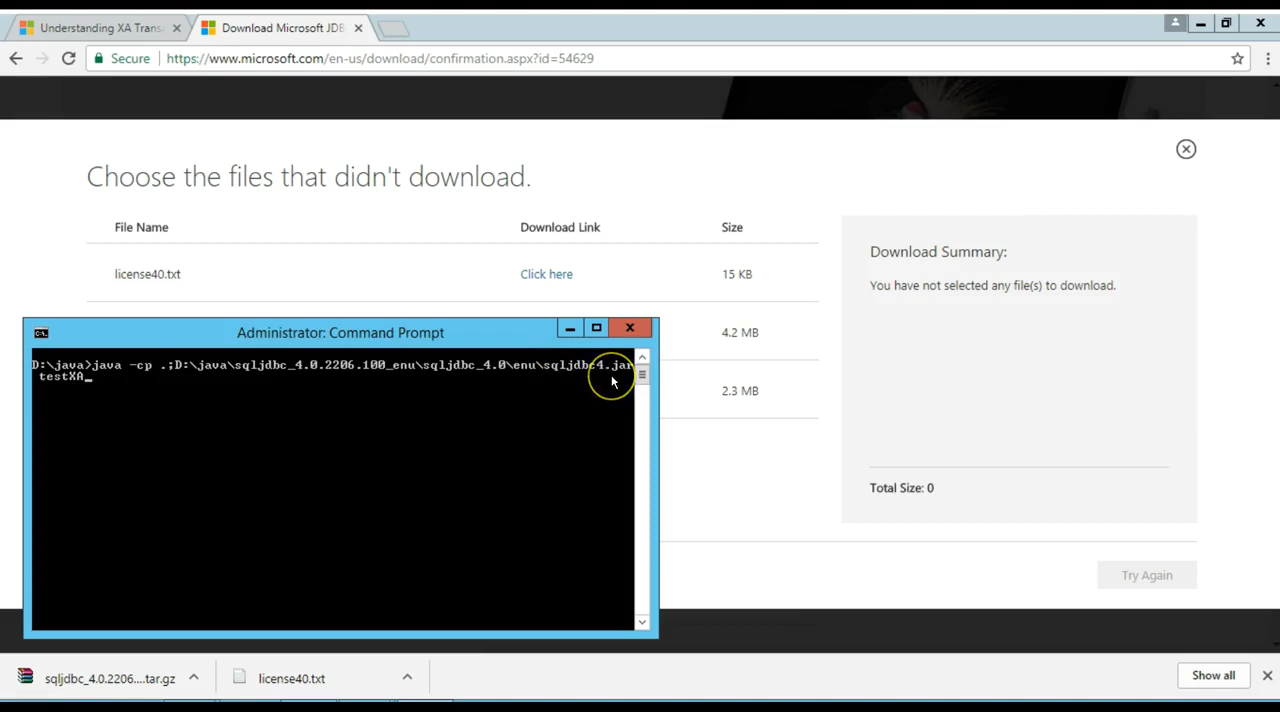 Understanding XA Trans
Download Microsoft JDB
Secure
https://www.microsoft.com/en-us/download/confirmation.aspx?id=54629
Choose the files that didn't download.
File Name
Download Link
Size
license40.txt
Click here
15 KB
4.2 MB
2.3 MB
Download Summary:
You have not selected any file(s) to download.
Total Size: 0
Try Again
Administrator: Command Prompt
D:\java>java -cp .;D:\java\sqljdbc_4.0.2206.100_enu\sqljdbc_4.0\enu\sqljdbc4.jar
testXA_
sqljdbc_4.0.2206....tar.gz
license40.txt
Show all